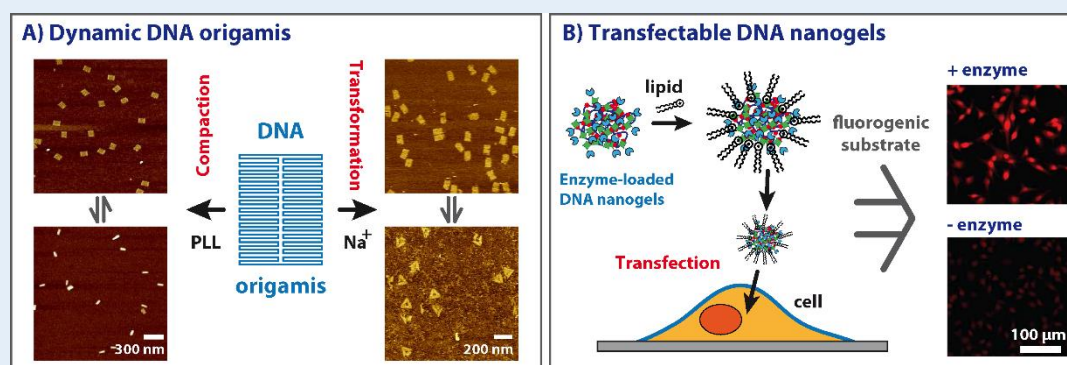 A) Dynamic DNA origamis
Compaction
PLL
DNA
origamis
Transformation
Na+
300 nm
200 nm
B) Transfectable DNA nanogels
lipid
Enzyme-loaded
DNA nanogels
Transfection
cell
fluorogenic
substrate
+ enzyme
- enzyme
100 µm